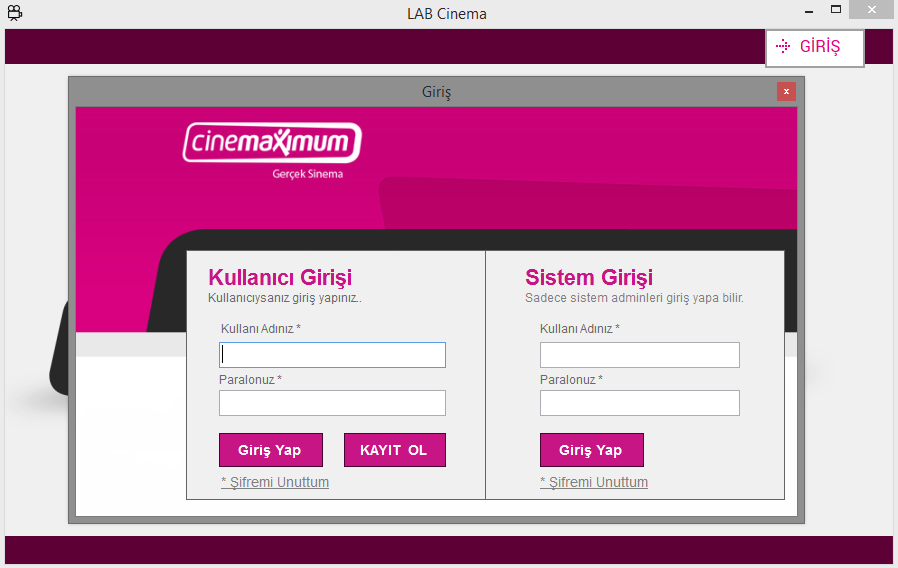 LAB Cinema
GİRİŞ
Giriş
cinemaximum
Gerçek Sinema
Kullanıcı Girişi
Kullanıcıysanız giriş yapınız..
Kullanı Adınız *
Paralonuz *
Giriş Yap
KAYIT OL
* Şifremi Unuttum
Sistem Girişi
Sadece sistem adminleri giriş yapa bilir.
Kullanı Adınız *
Paralonuz *
Giriş Yap
* Şifremi Unuttum